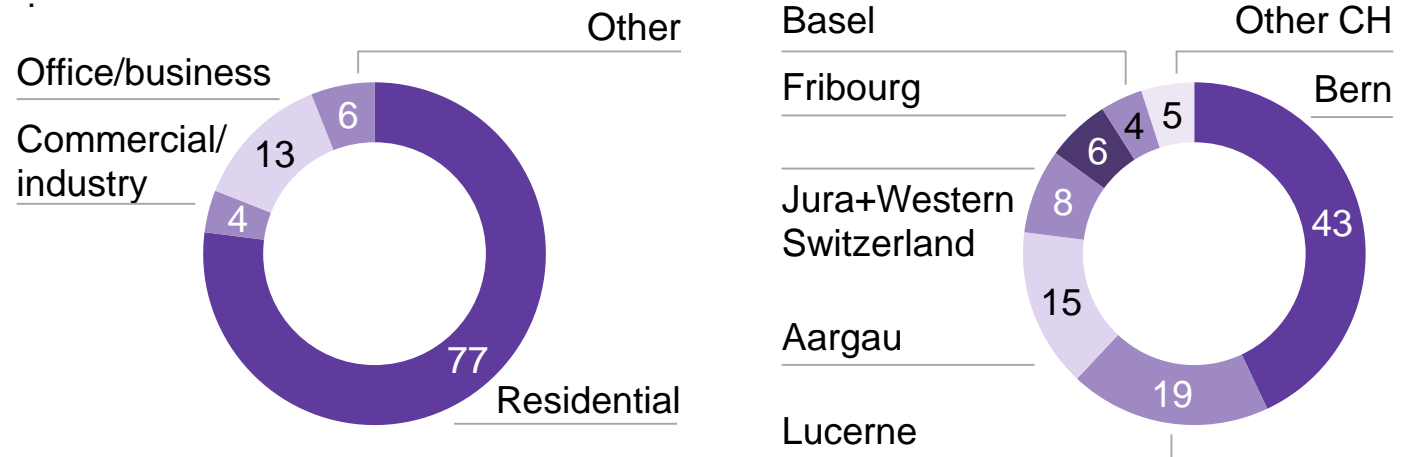 Other
Office/business
6
Commercial/
industry
13
4
77
Residential
Basel
Other CH
Fribourg
Bern
4
5
6
Jura+Western
Switzerland
8
43
15
Aargau
19
Lucerne